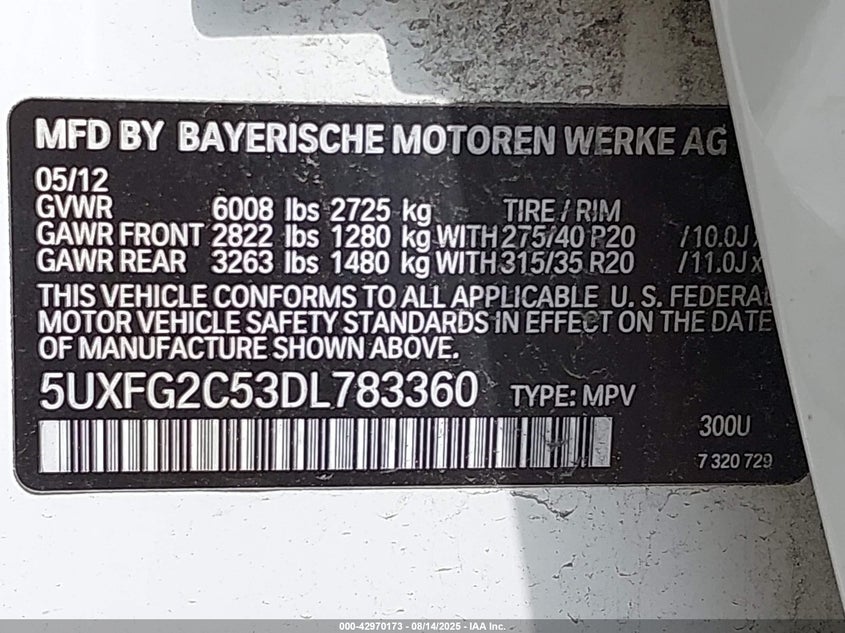 MFD BY BAYERISCHE MOTOREN WERKE AG
05/12
GVWR 6008 lbs 2725 kg TIRE / RIM
GAWR FRONT 2822 lbs 1280 kg WITH 275/40 R20 /10.0J
GAWR REAR 3263 lbs 1480 kg WITH 315/35 R20 /11.0J x
THIS VEHICLE CONFORMS TO ALL APPLICABLE U. S. FEDERAL
MOTOR VEHICLE SAFETY STANDARDS IN EFFECT ON THE DATE
OF MANUFACTURE SHOWN ABOVE.
5UXFG2C53DL783360 TYPE: MPV
300U
7 320 729
000-42970173 - 08/14/2025 - IAA Inc.